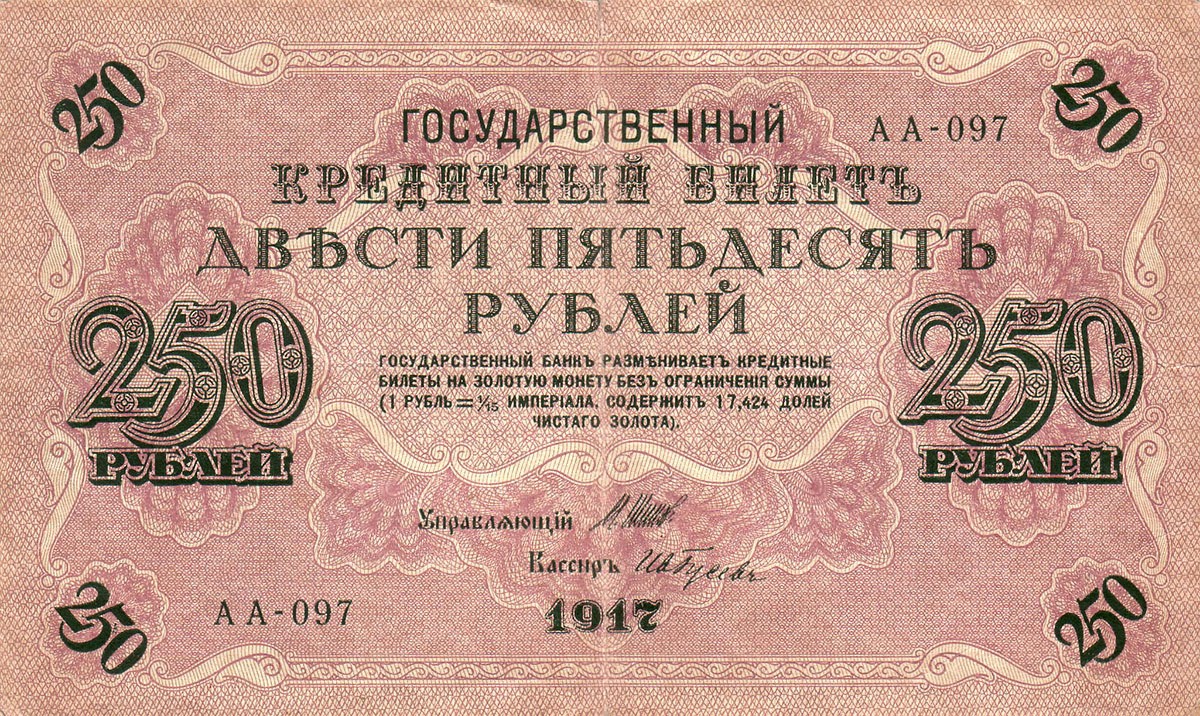 250
250
ГОСУДАРСТВЕННЫЙ
АА-097
КРЕДИТНЫЙ БИЛЕТЪ
ДВѢСТИ ПЯТЬДЕСЯТЪ
РУБЛЕЙ
250
РУБЛЕЙ
250
РУБЛЕЙ
ГОСУДАРСТВЕННЫЙ БАНКЪ РАЗМѢНИВАЕТЪ КРЕДИТНЫЕ
БИЛЕТЫ НА ЗОЛОТУЮ МОНЕТУ БЕЗЪ ОГРАНИЧЕНІЯ СУММЫ
(1 РУБЛЬ = 1/15 ИМПЕРІАЛА, СОДЕРЖИТЪ 17,424 ДОЛЕЙ
ЧИСТАГО ЗОЛОТА).
Управляющій
Кассиръ
АА-097
1917
250
250